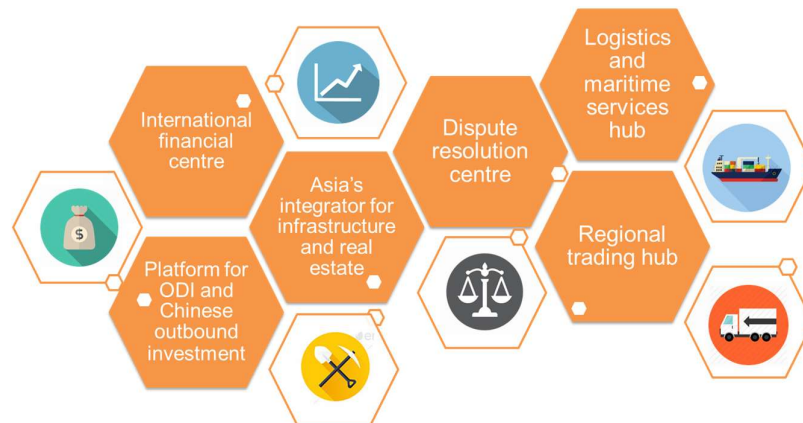 International
financial
centre
Platform for
ODI and
Chinese
outbound
investment
Asia's
integrator for
infrastructure
and real
estate
Dispute
resolution
centre
Logistics
and
maritime
services
hub
Regional
trading hub
$